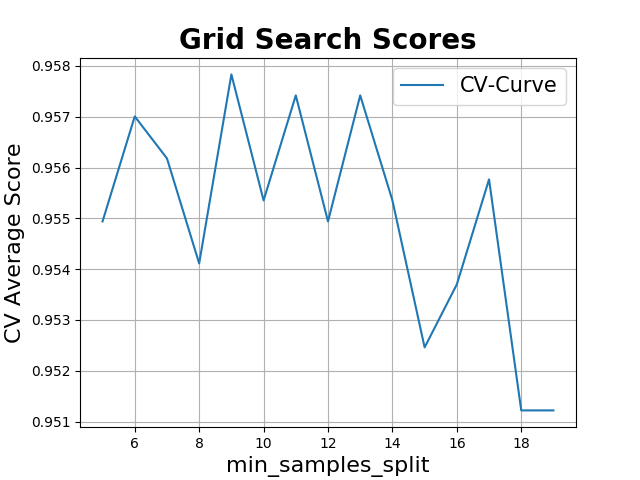 Grid Search Scores
CV-Curve
CV Average Score
0.958
0.957
0.956
0.955
0.954
0.953
0.952
0.951
6 8 10 12 14 16 18
min_samples_split